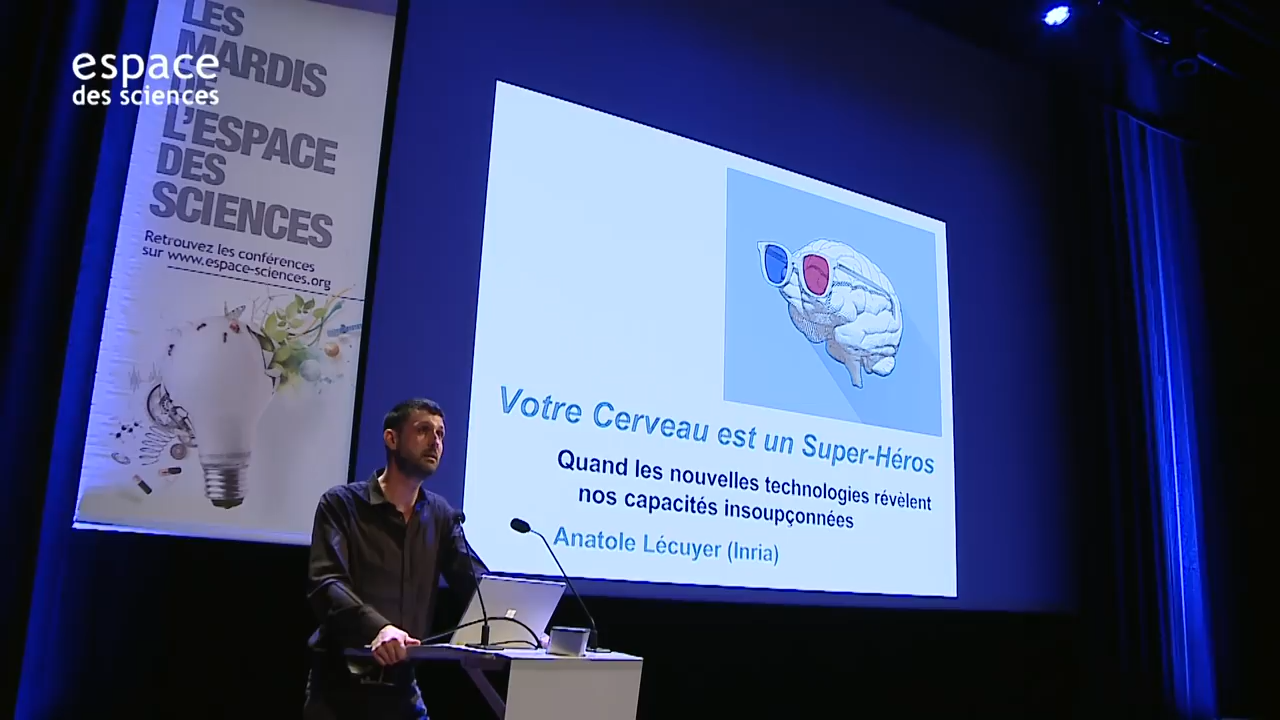 espace
des sciences
LES
MARDIS
DE
L'ESPACE
DES
SCIENCES
Retrouvez les conférences
sur www.espace-sciences.org
Votre Cerveau est un Super-Héros
Quand les nouvelles technologies révèlent
nos capacités insoupçonnées
Anatole Lécuyer (Inria)